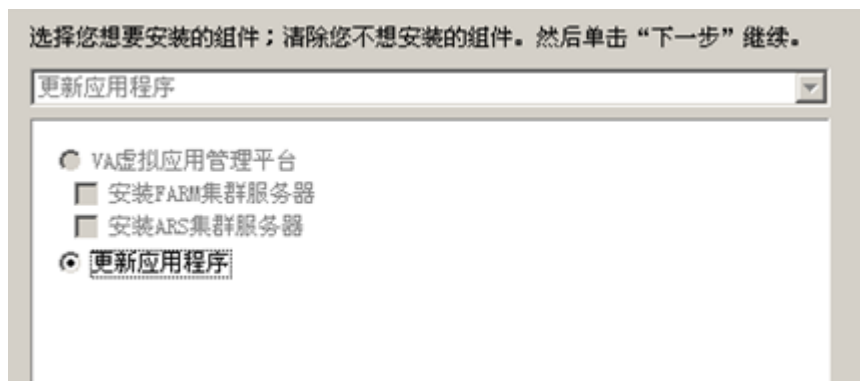 选择您想要安装的组件；清除您不想安装的组件。然后单击“下一步”继续。
更新应用程序
VA虚拟应用管理平台
安装FARM集群服务器
安装ARS集群服务器
更新应用程序